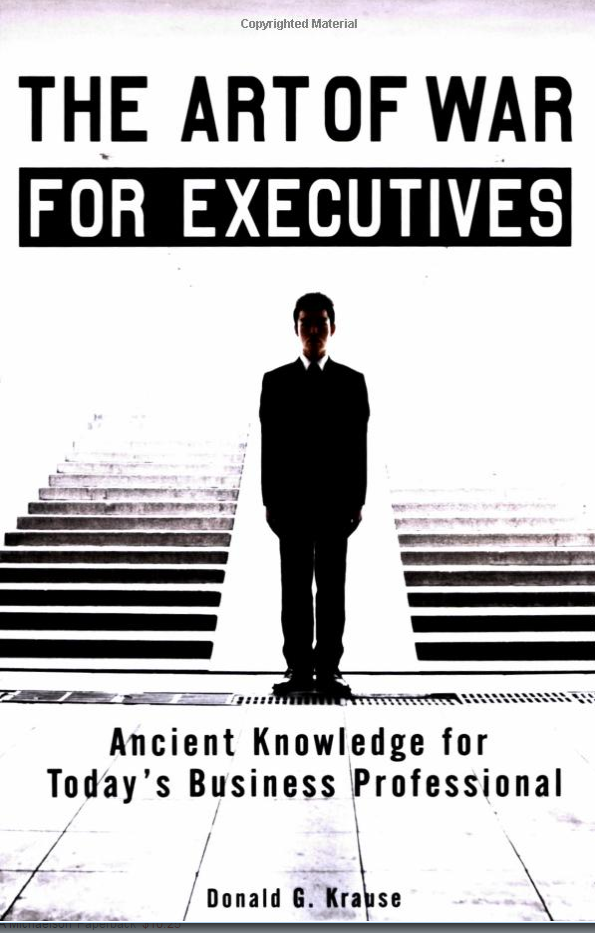 Copyrighted Material
THE ART OF WAR
FOR EXECUTIVES
Ancient Knowledge for
Today's Business Professional
Donald G. Krause